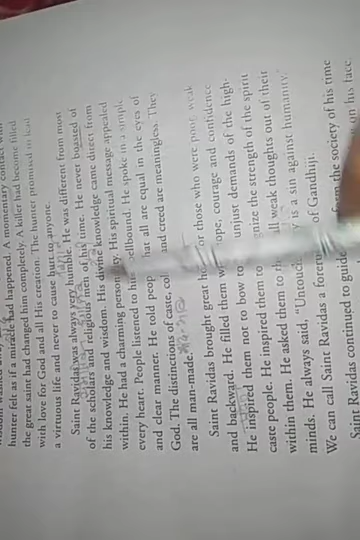 hunter felt as if a miracle had happened. A momentary contact with
the great saint had changed him completely. A killer had become filled
with love for God and all His creation. The hunter promised to lead
a virtuous life and never to cause hurt to anyone.
Saint Ravidas was always very humble. He was different from most
of the scholars and religious men of his time. He never boasted of
his knowledge and wisdom. His divine knowledge came direct from
within. He had a charming personality. His spiritual message appealed
every heart. People listened to him spellbound. He spoke in a simple
and clear manner. He told people that all are equal in the eyes of
God. The distinctions of caste, col and creed are meaningless. They
are all man-made.
Saint Ravidas brought great ho for those who were poor, weak
and backward. He filled them w ope, courage and confidence
He inspired them not to bow to unjust demands of the high-
caste people. He inspired them to gnize the strength of the spirit
within them. He asked them to th all weak thoughts out of their
minds. He always said, "Untouch y is a sin against humanity."
We can call Saint Ravidas a forerun of Gandhiji.
Saint Ravidas continued to guide from the society of his time
on his face